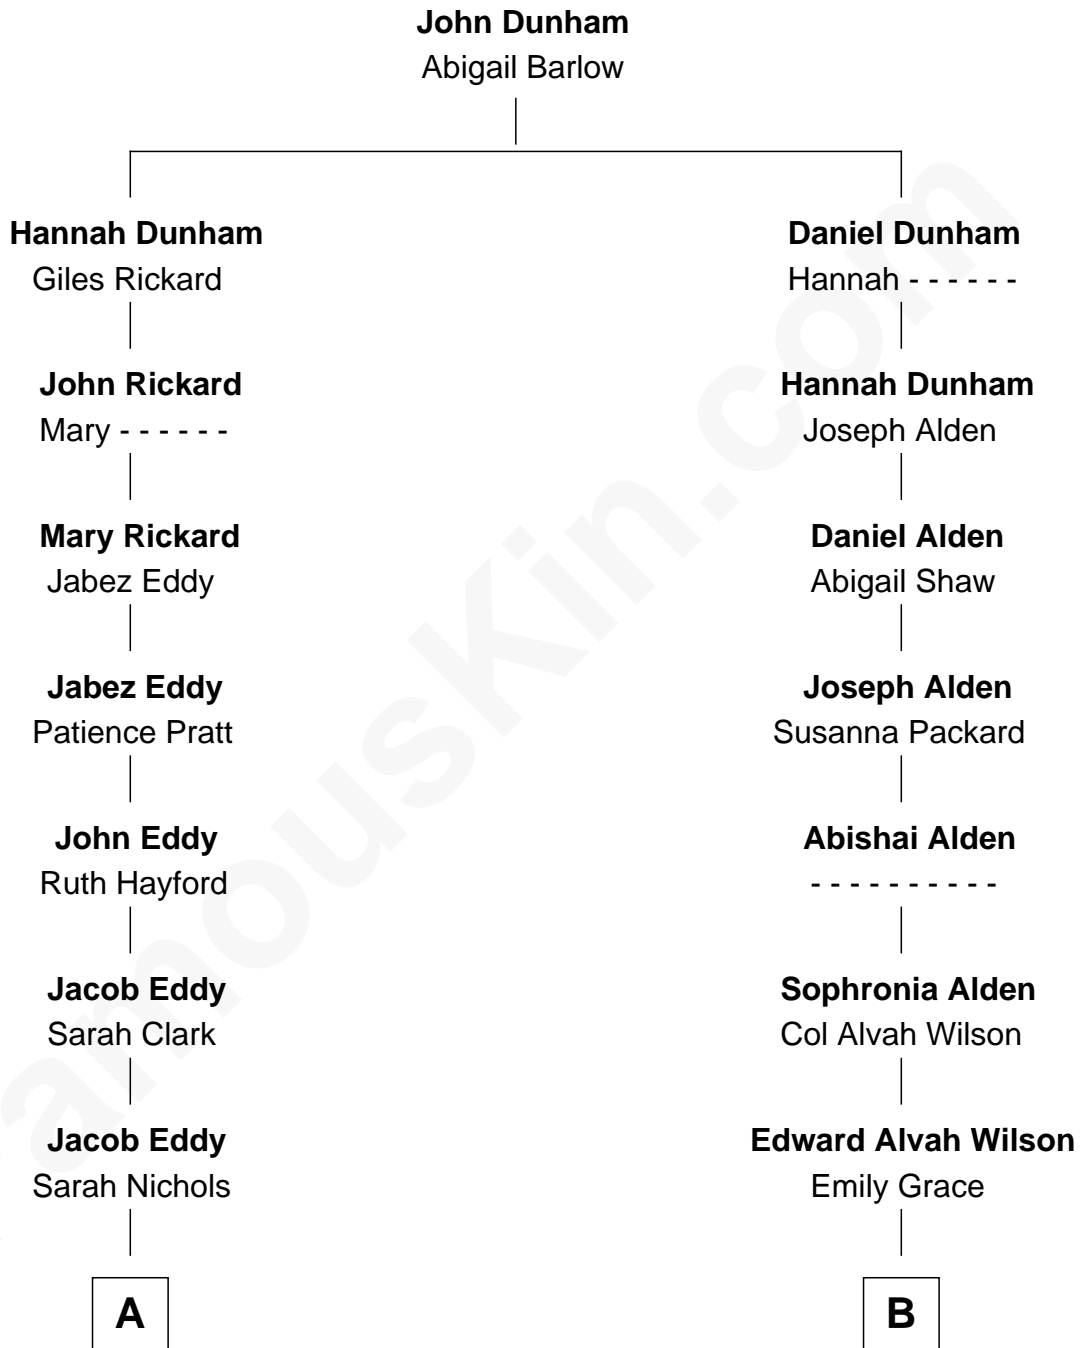 John Dunham
Abigail Barlow
Hannah Dunham
Giles Rickard
Daniel Dunham
Hannah - - - - - -
John Rickard
Mary - - - - - -
Hannah Dunham
Joseph Alden
Mary Rickard
Jabez Eddy
Daniel Alden
Abigail Shaw
Jabez Eddy
Patience Pratt
Joseph Alden
Susanna Packard
John Eddy
Ruth Hayford
Abishai Alden
- - - - - - - - - -
Jacob Eddy
Sarah Clark
Sophronia Alden
Col Alvah Wilson
Jacob Eddy
Sarah Nichols
Edward Alvah Wilson
Emily Grace
A
B
amouskin.com